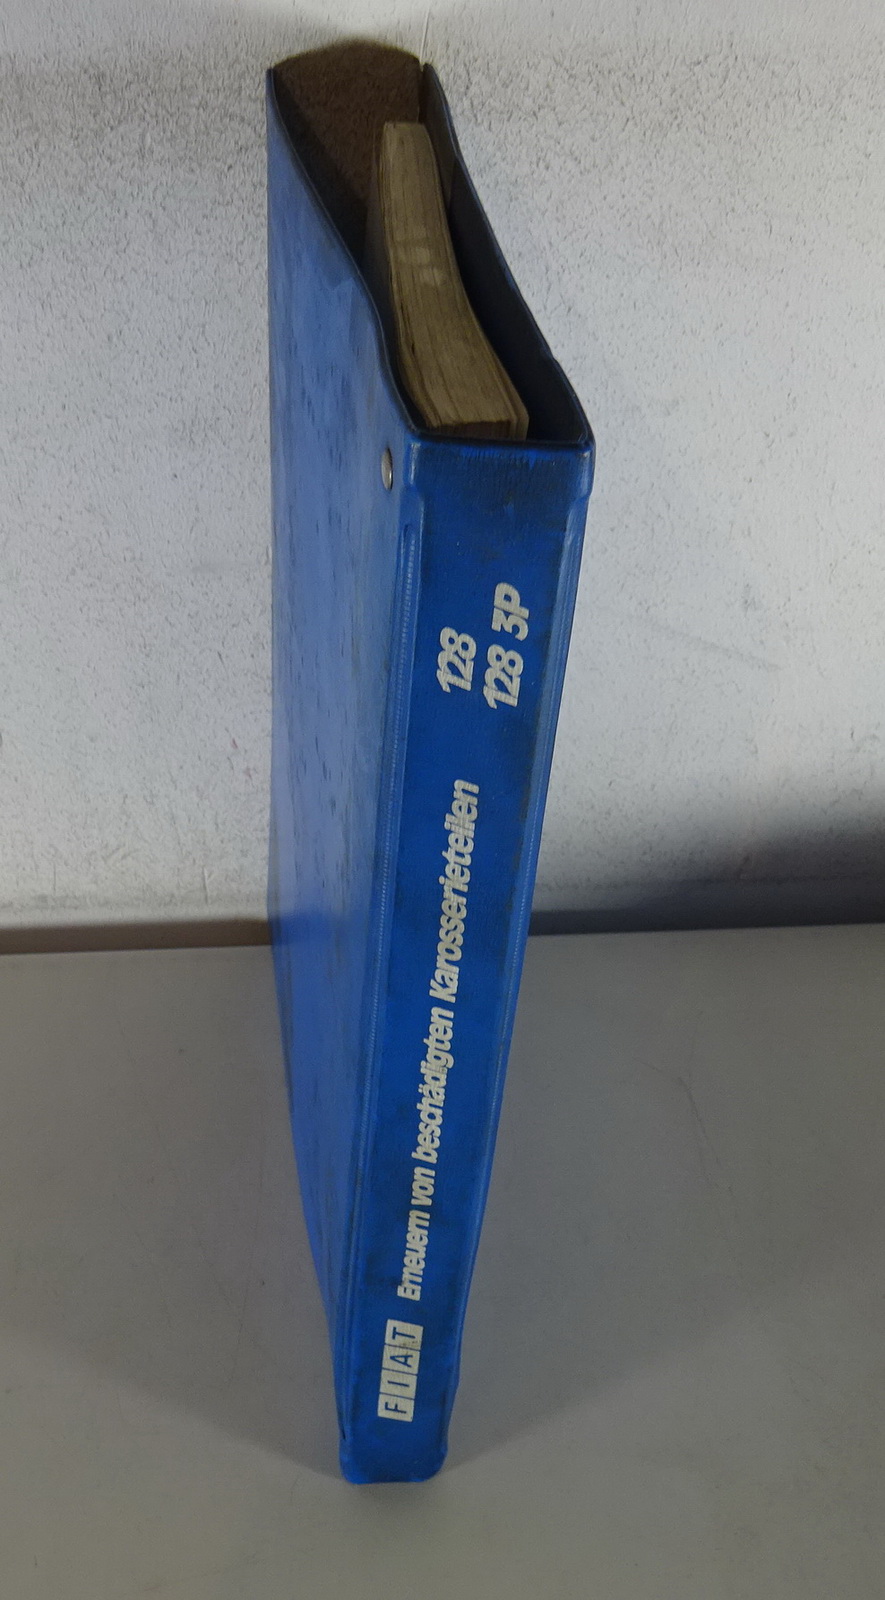 FIAT
Erneuern von beschädigten Karosserieteilen
128
128 3P